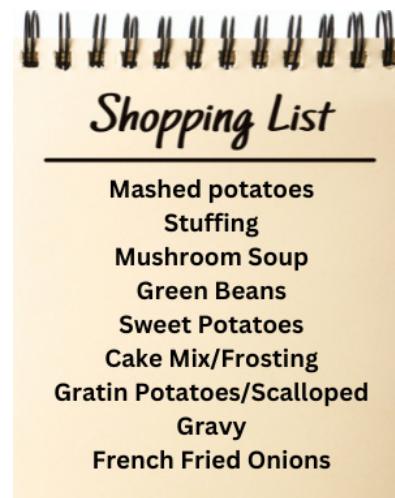 Shopping List
Mashed potatoes
Stuffing
Mushroom Soup
Green Beans
Sweet Potatoes
Cake Mix/Frosting
Gratin Potatoes/Scalloped
Gravy
French Fried Onions